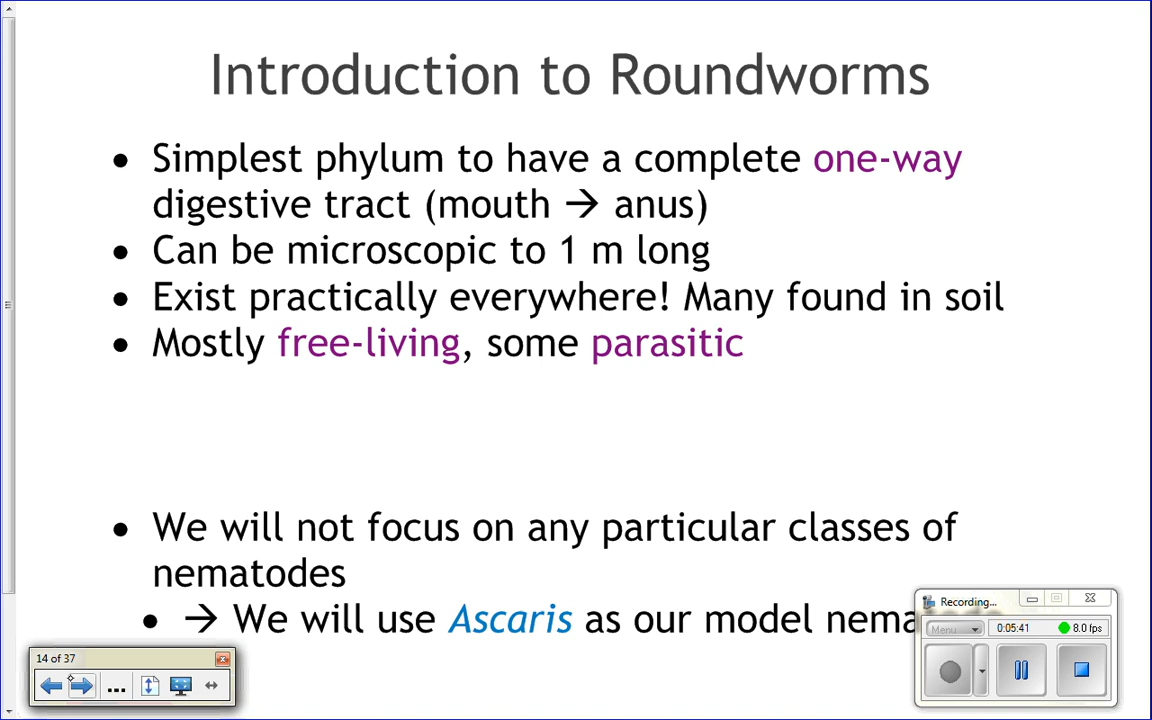 Introduction to Roundworms
• Simplest phylum to have a complete one-way
digestive tract (mouth → anus)
• Can be microscopic to 1 m long
• Exist practically everywhere! Many found in soil
• Mostly free-living, some parasitic
• We will not focus on any particular classes of
nematodes
• → We will use Ascaris as our model
Recording...
Menu
0:05:41
8.0 fps
14 of 37